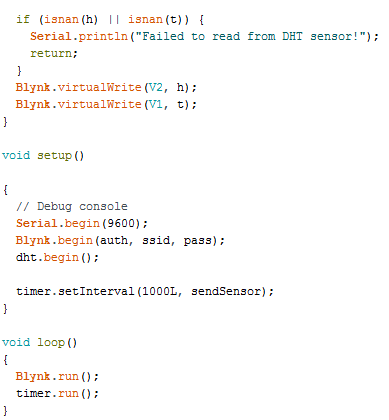 if (isnan(h) || isnan(t)) {
Serial.println("Failed to read from DHT sensor!");
return;
}
Blynk.virtualWrite(V2, h);
Blynk.virtualWrite(V1, t);
}
void setup()
{
// Debug console
Serial.begin(9600);
Blynk.begin(auth, ssid, pass);
dht.begin();
timer.setInterval(1000L, sendSensor);
}
void loop()
{
Blynk.run();
timer.run();
}